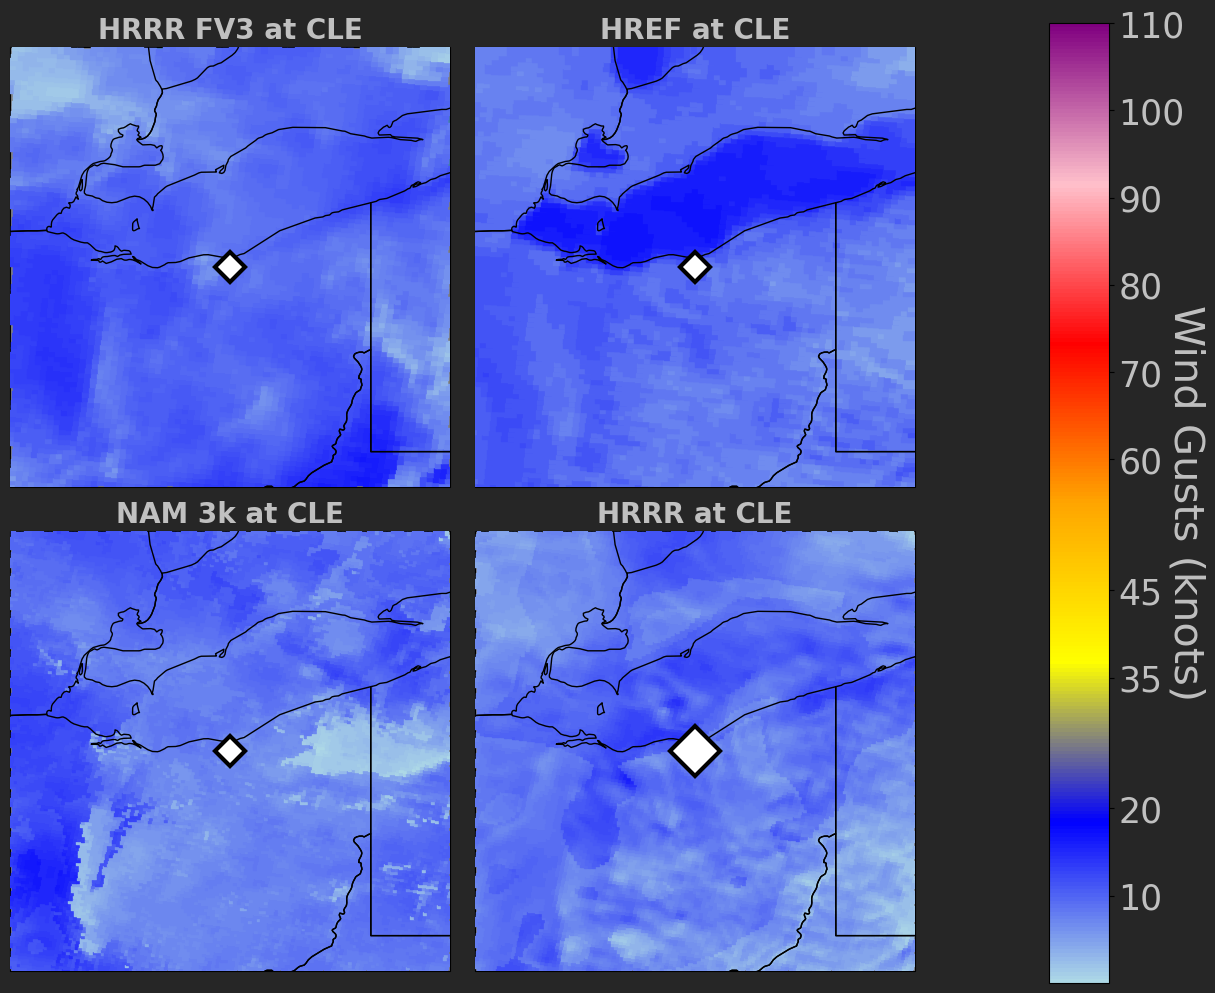 HRRR FV3 at CLE
HREF at CLE
NAM 3k at CLE
HRRR at CLE
110
100
90
80
70
60
45
35
20
10
Wind Gusts (knots)